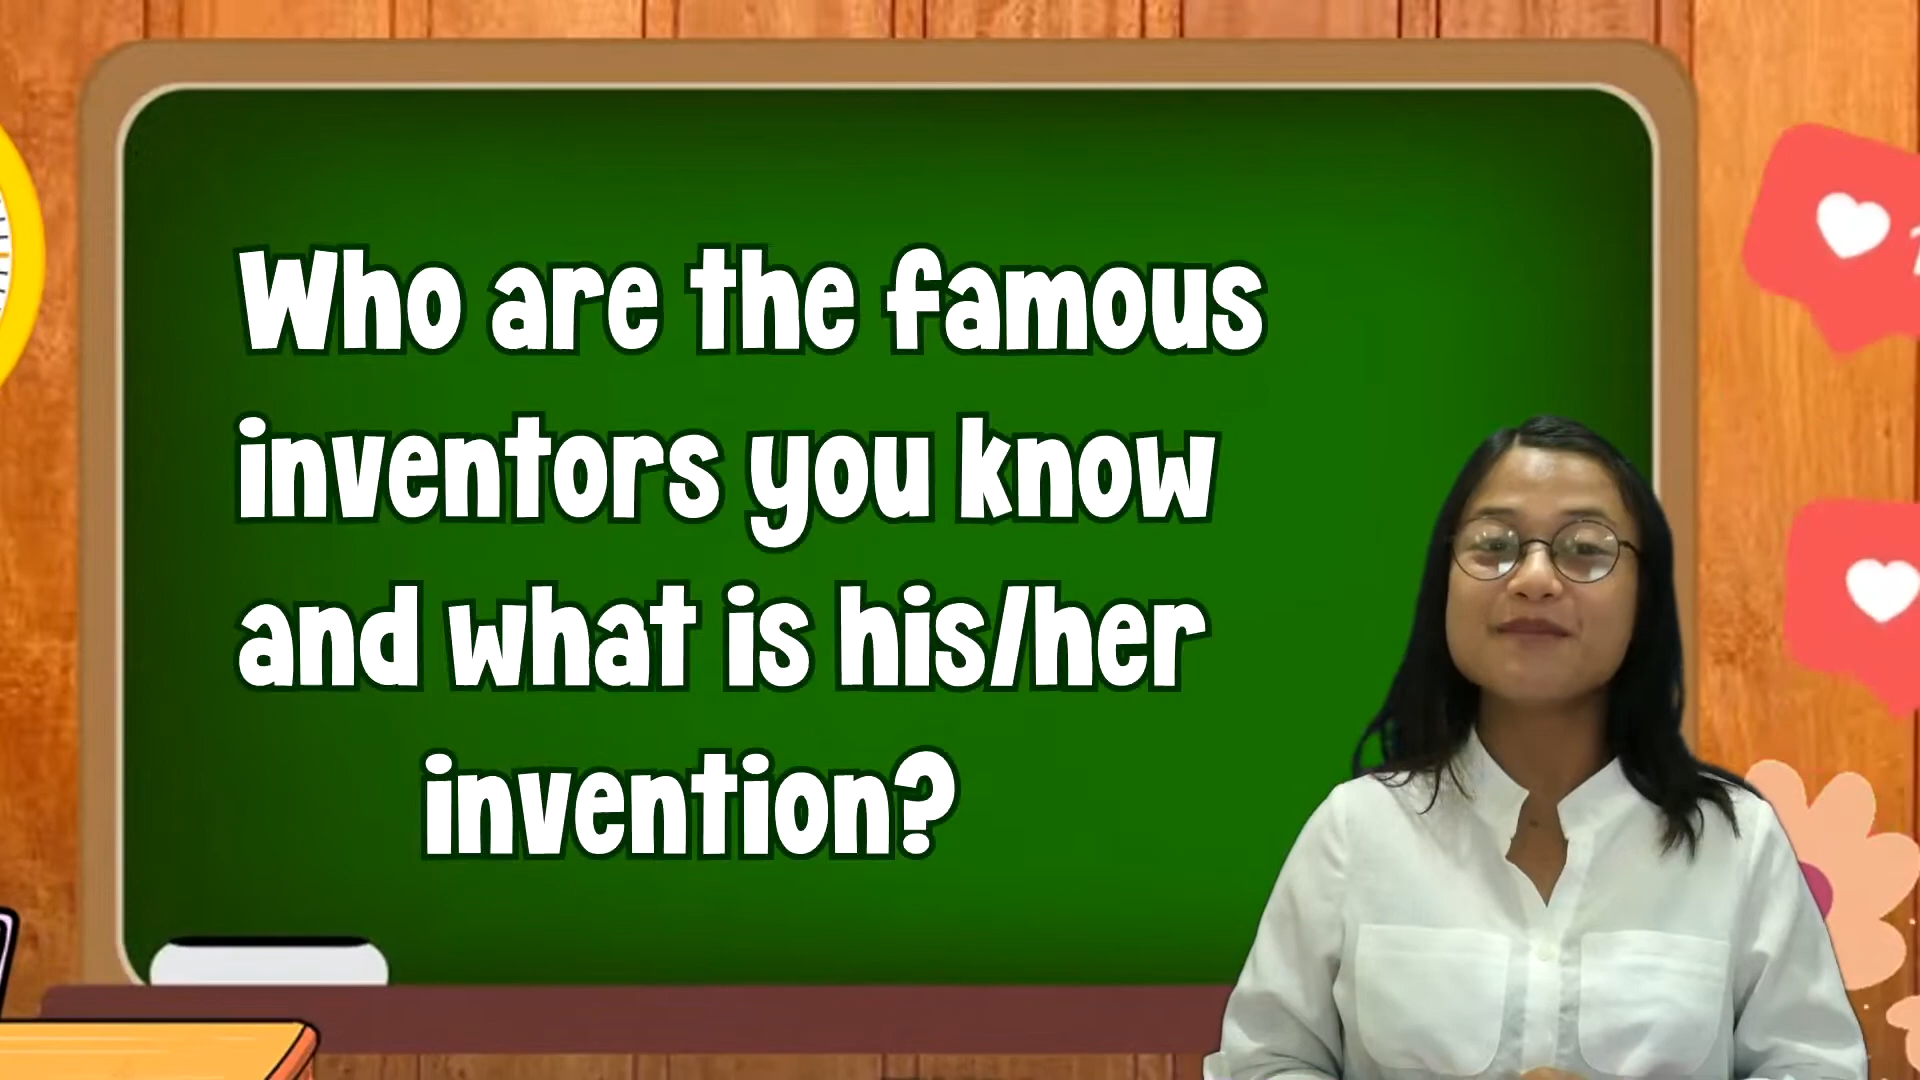 Who are the famous
inventors you know
and what is his/her
invention?